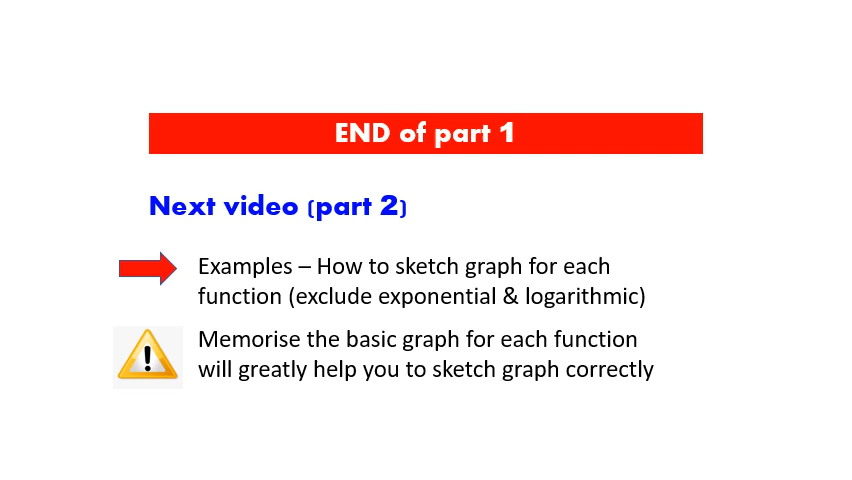 END of part 1
Next video (part 2)
Examples – How to sketch graph for each
function (exclude exponential & logarithmic)
Memorise the basic graph for each function
will greatly help you to sketch graph correctly